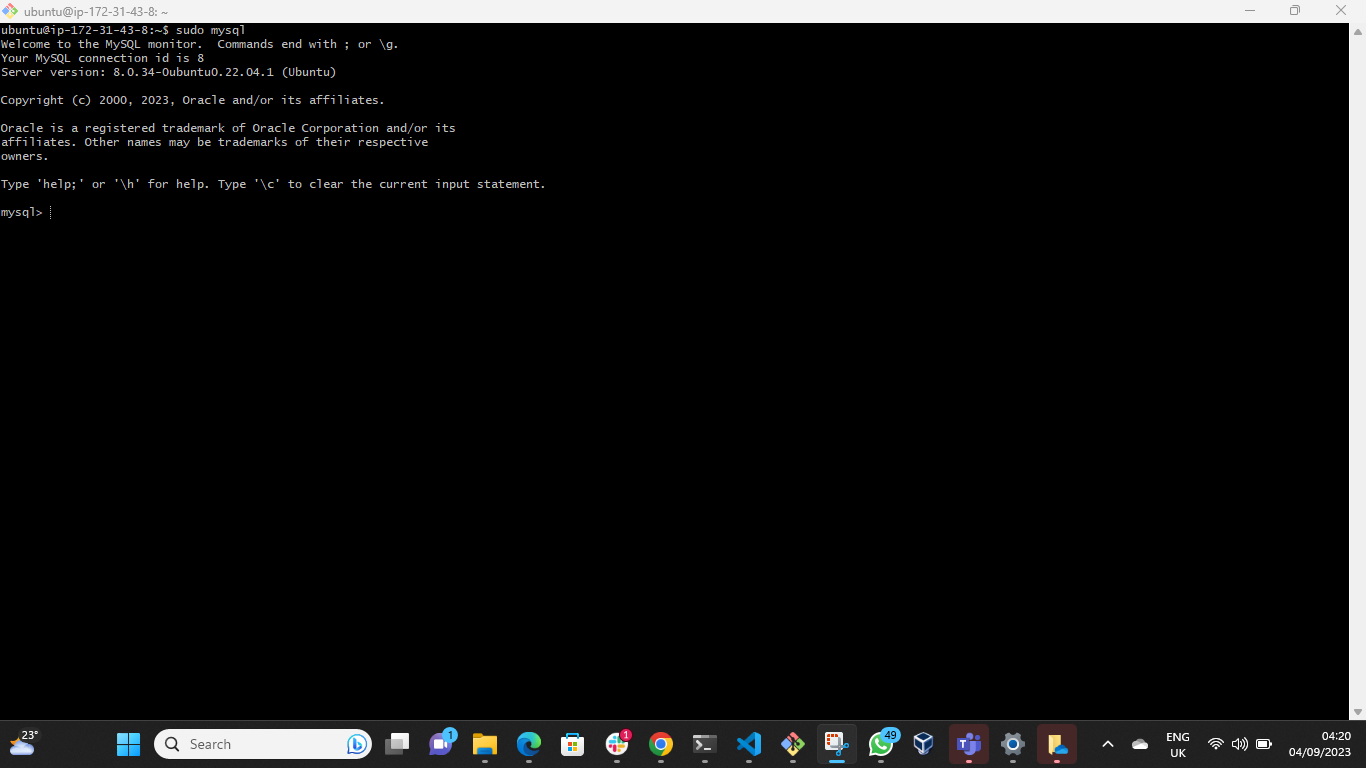 ubuntu@ip-172-31-43-8: ~
ubuntu@ip-172-31-43-8:~$ sudo mysql
Welcome to the MySQL monitor.  Commands end with ; or \g.
Your MySQL connection id is 8
Server version: 8.0.34-0ubuntu0.22.04.1 (Ubuntu)
Copyright (c) 2000, 2023, Oracle and/or its affiliates.
Oracle is a registered trademark of Oracle Corporation and/or its
affiliates. Other names may be trademarks of their respective
owners.
Type 'help;' or '\h' for help. Type '\c' to clear the current input statement.
mysql>
23°
Search
1
1
49
ENG
UK
04:20
04/09/2023